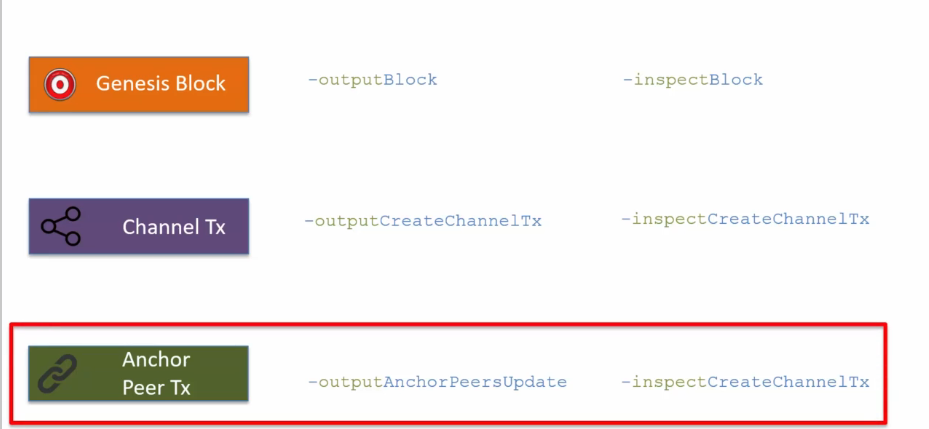 Genesis Block -outputBlock -inspectBlock
Channel Tx -outputCreateChannelTx -inspectCreateChannelTx
Anchor
Peer Tx -outputAnchorPeersUpdate -inspectCreateChannelTx